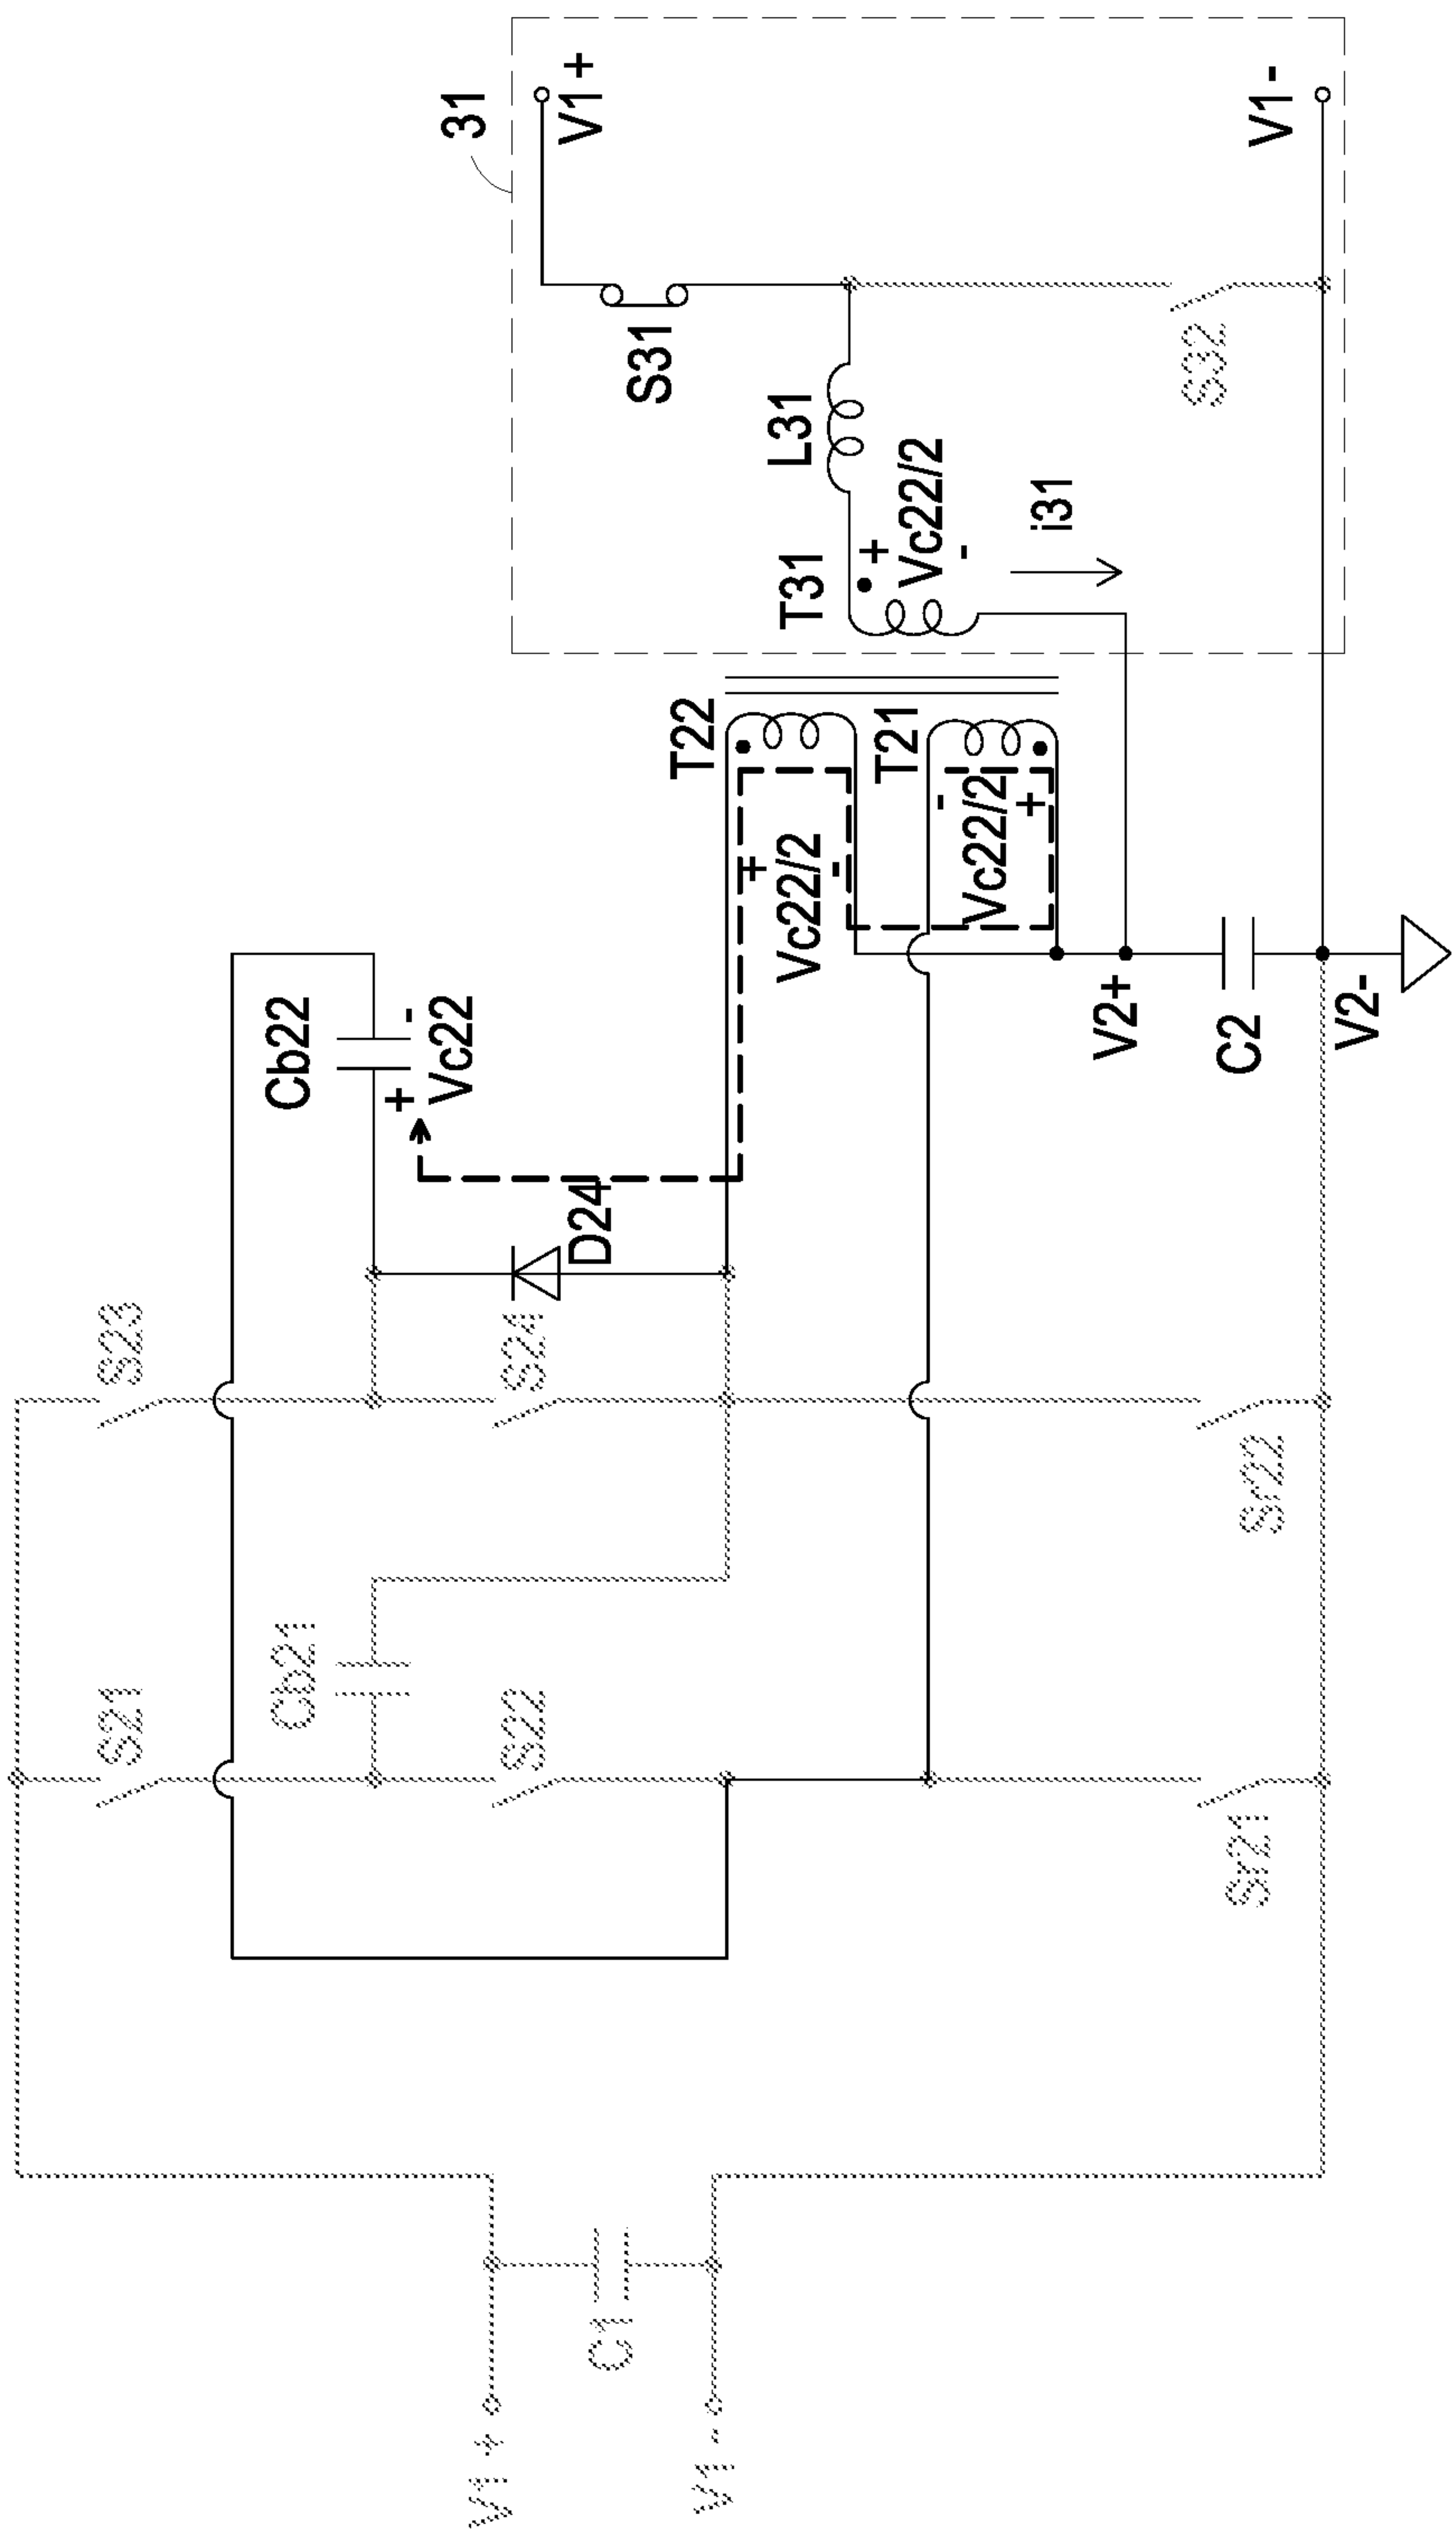 31
V1+
V1-
S31
S32
L31
T31
+
Vc22/2
-
i31
T22
T21
+
Vc22/2
-
-
Vc22/2
+
Cb22
+
-
Vc22
D24
V2+
C2
V2-
S23
S24
Sr22
Cb21
S21
S22
Sr21
C1
V1+
V1-